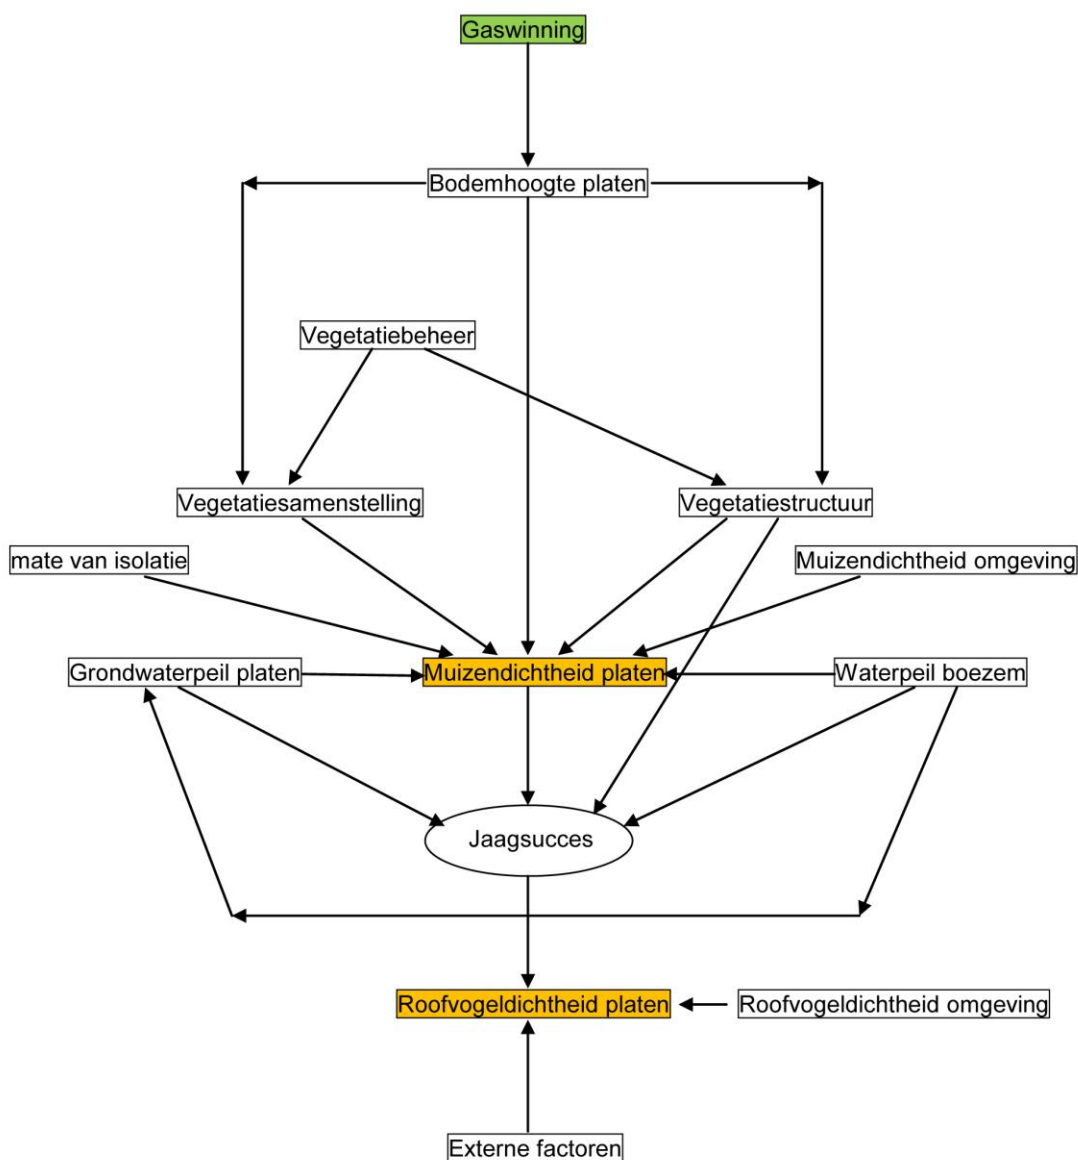 Gaswinning
Bodemhoogte platen
Vegetatiebeheer
Vegetatiesamenstelling
Vegetatiestructuur
mate van isolatie
Muizendichtheid omgeving
Grondwaterpeil platen
Muizendichtheid platen
Waterpeil boezem
Jaagsucces
Roofvogeldichtheid platen
Roofvogeldichtheid omgeving
Externe factoren